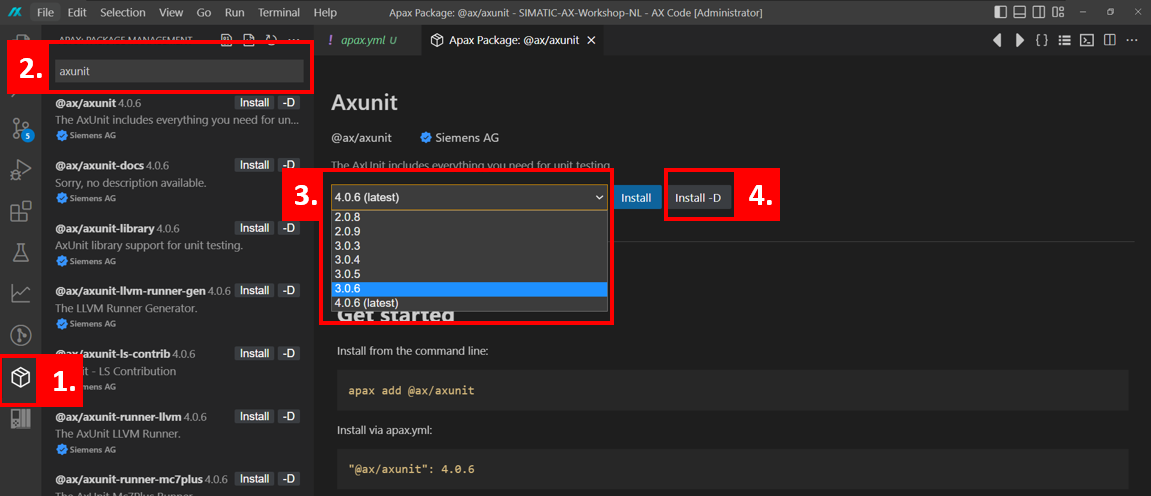 File Edit Selection View Go Run Terminal Help
Apax Package: @ax/axunit - SIMATIC-AX-Workshop-NL - AX Code [Administrator]
APAX: PACKAGE MANAGEMENT
! apax.yml U
Apax Package: @ax/axunit
2.
axunit
@ax/axunit 4.0.6 Install -D
The AxUnit includes everything you need for un...
Siemens AG
5
@ax/axunit-docs 4.0.6 Install -D
Sorry, no description available.
Siemens AG
@ax/axunit-library 4.0.6 Install -D
AxUnit library support for unit testing.
Siemens AG
@ax/axunit-llvm-runner-gen 4.0.6 Install -D
The LLVM Runner Generator.
Siemens AG
@ax/axunit-ls-contrib 4.0.6 Install -D
- LS Contribution
Siemens AG
1.
@ax/axunit-runner-llvm 4.0.6 Install -D
The AxUnit LLVM Runner.
Siemens AG
@ax/axunit-runner-mc7plus 4.0.6 Install -D
The AxUnit Mc7Plus Runner
Axunit
@ax/axunit Siemens AG
The AxUnit includes everything you need for unit testing
3.
4.0.6 (latest)
Install
Install -D
4.
2.0.8
2.0.9
3.0.3
3.0.4
3.0.5
3.0.6
4.0.6 (latest)
Get started
Install from the command line:
apax add @ax/axunit
Install via apax.yml:
"@ax/axunit": 4.0.6